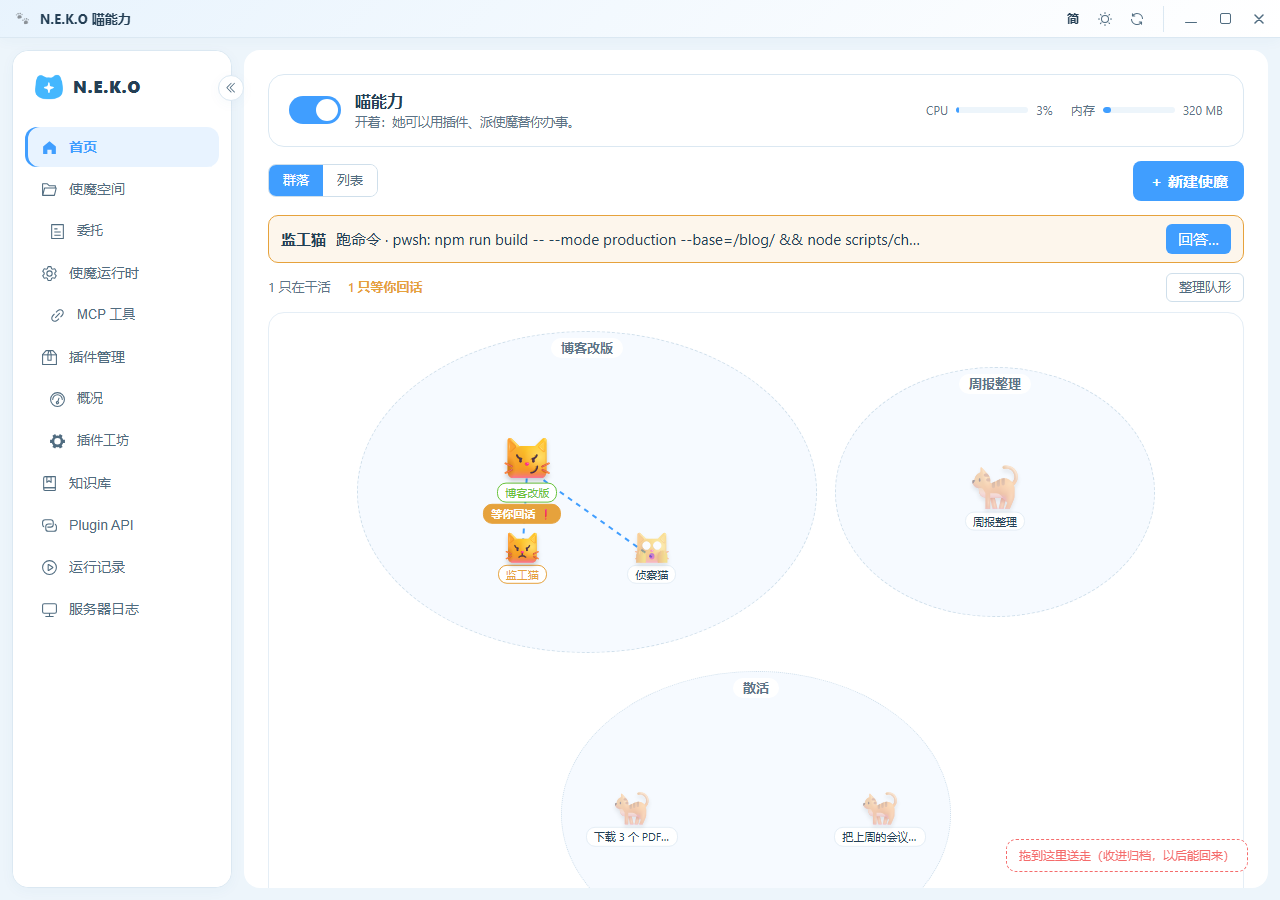 N.E.K.O 喵能力
简
N.E.K.O
首页
使魔空间
委托
使魔运行时
MCP 工具
插件管理
概况
插件工坊
知识库
Plugin API
运行记录
服务器日志
喵能力
开着：她可以用插件、派使魔替你办事。
CPU 3% 内存 320 MB
群落 列表
+ 新建使魔
监工猫 跑命令 · pwsh: npm run build -- --mode production --base=/blog/ && node scripts/ch...
回答...
1 只在干活 1 只等你回话
整理队形
博客改版
周报整理
博客改版
等你回话❗
监工猫
侦察猫
周报整理
散活
下载 3 个 PDF...
把上周的会议...
拖到这里送走（收进归档，以后能回来）